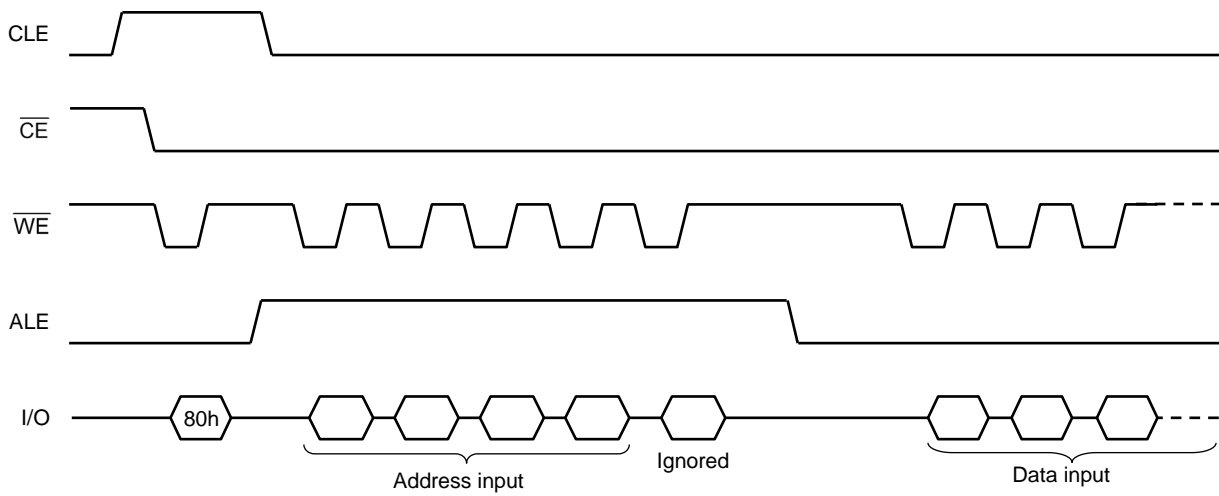 CLE
CE
WE
ALE
I/O
80h
Address input
Ignored
Data input